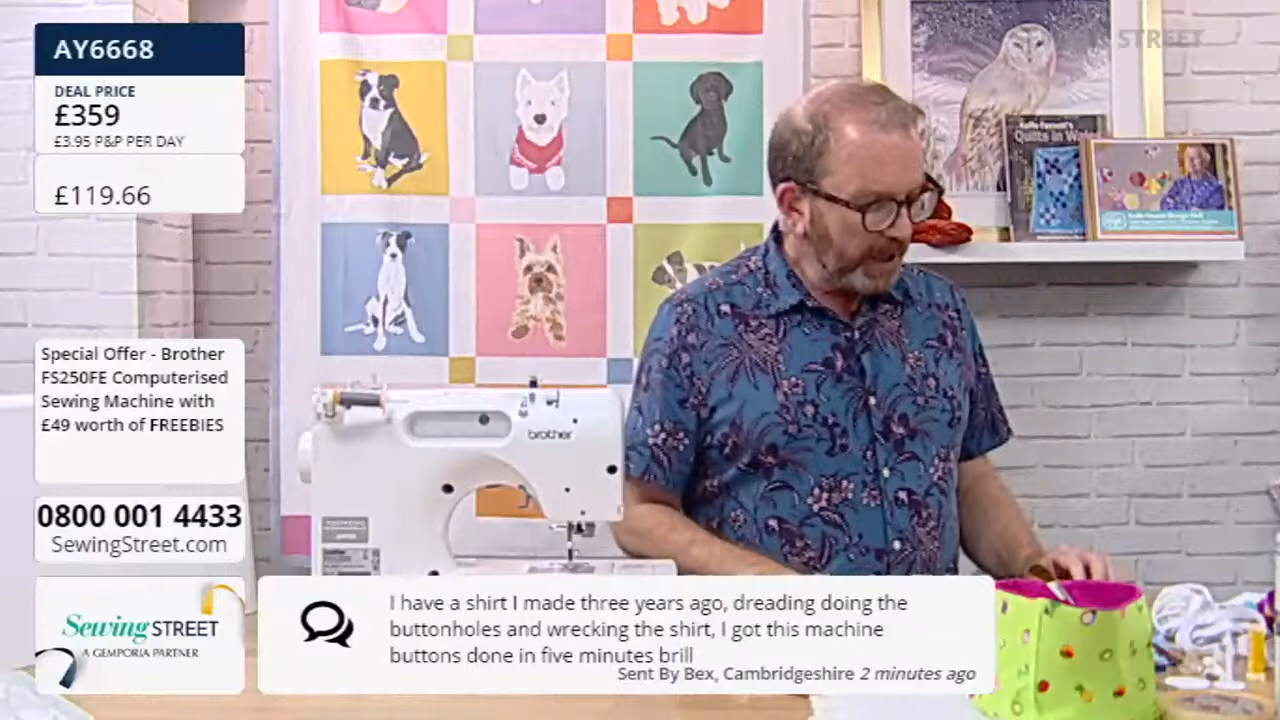 AY6668
DEAL PRICE
£359
£3.95 P&P PER DAY
£119.66
Special Offer - Brother
FS250FE Computerised
Sewing Machine with
£49 worth of FREEBIES
0800 001 4433
SewingStreet.com
Sewing STREET
A GEMPORIA PARTNER
I have a shirt I made three years ago, dreading doing the
buttonholes and wrecking the shirt, I got this machine
buttons done in five minutes brill
Sent By Bex, Cambridgeshire 2 minutes ago
brother
STREET
Quilts in